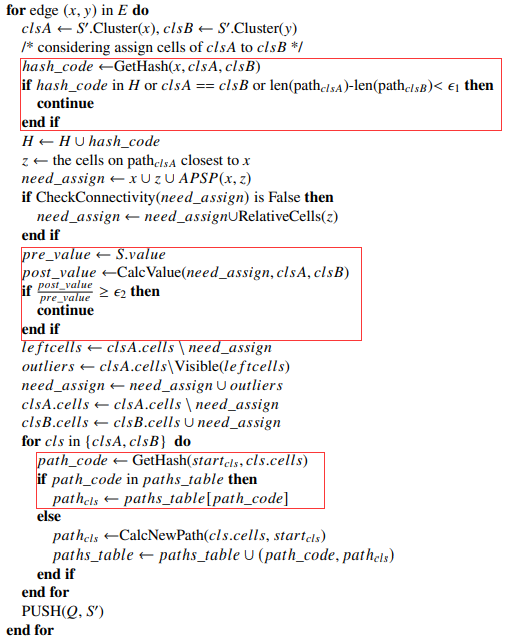 for edge (x, y) in E do
clsA ← S′.Cluster(x), clsB ← S′.Cluster(y)
/* considering assign cells of clsA to clsB */
hash_code ←GetHash(x, clsA, clsB)
if hash_code in H or clsA == clsB or len(path_clsA)-len(path_clsB)< ϵ₁ then
continue
end if
H ← H ∪ hash_code
z ← the cells on path_clsA closest to x
need_assign ← x ∪ z ∪ APSP(x, z)
if CheckConnectivity(need_assign) is False then
need_assign ← need_assign∪RelativeCells(z)
end if
pre_value ← S.value
post_value ←CalcValue(need_assign, clsA, clsB)
if post_value/pre_value ≥ ϵ₂ then
continue
end if
leftcells ← clsA.cells \ need_assign
outliers ← clsA.cells\Visible(leftcells)
need_assign ← need_assign ∪ outliers
clsA.cells ← clsA.cells \ need_assign
clsB.cells ← clsB.cells ∪ need_assign
for cls in {clsA, clsB} do
path_code ← GetHash(start_cls, cls.cells)
if path_code in paths_table then
path_cls ← paths_table[path_code]
else
path_cls ←CalcNewPath(cls.cells, start_cls)
paths_table ← paths_table ∪ (path_code, path_cls)
end if
end for
PUSH(Q, S′)
end for